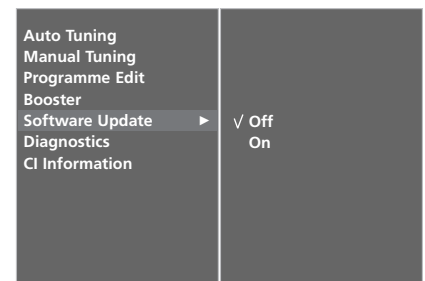 Auto Tuning
Manual Tuning
Programme Edit
Booster
Software Update ►
Diagnostics
CI Information
√ Off
On